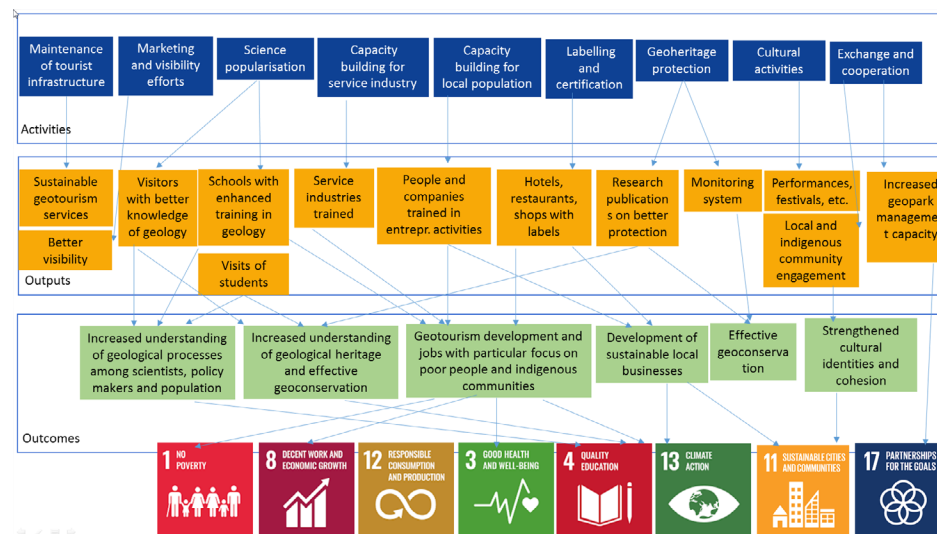 Maintenance
of tourist
infrastructure
Marketing
and visibility
efforts
Science
popularisation
Capacity
building for
service industry
Capacity
building for
local population
Labelling
and
certification
Geoheritage
protection
Cultural
activities
Exchange and
cooperation
Activities
Sustainable
geotourism
services
Visitors
with better
knowledge
of geology
Schools with
enhanced
training in
geology
Service
industries
trained
People and
companies
trained in
entrepr. activities
Hotels,
restaurants,
shops with
labels
Research
publication
s on better
protection
Monitoring
system
Performances,
festivals, etc.
Increased
geopark
manageme
t capacity
Better
visibility
Local and
indigenous
community
engagement
Visits of
students
Outputs
Increased understanding
of geological processes
among scientists, policy
makers and population
Increased understanding
of geological heritage
and effective
geoconservation
Geotourism development and
jobs with particular focus on
poor people and indigenous
communities
Development of
sustainable local
businesses
Effective
geoconserva
tion
Strengthened
cultural
identities and
cohesion
Outcomes
1 NO
POVERTY
8 DECENT WORK AND
ECONOMIC GROWTH
12 RESPONSIBLE
CONSUMPTION
AND PRODUCTION
3 GOOD HEALTH
AND WELL-BEING
4 QUALITY
EDUCATION
13 CLIMATE
ACTION
11 SUSTAINABLE CITIES
AND COMMUNITIES
17 PARTNERSHIPS
FOR THE GOALS